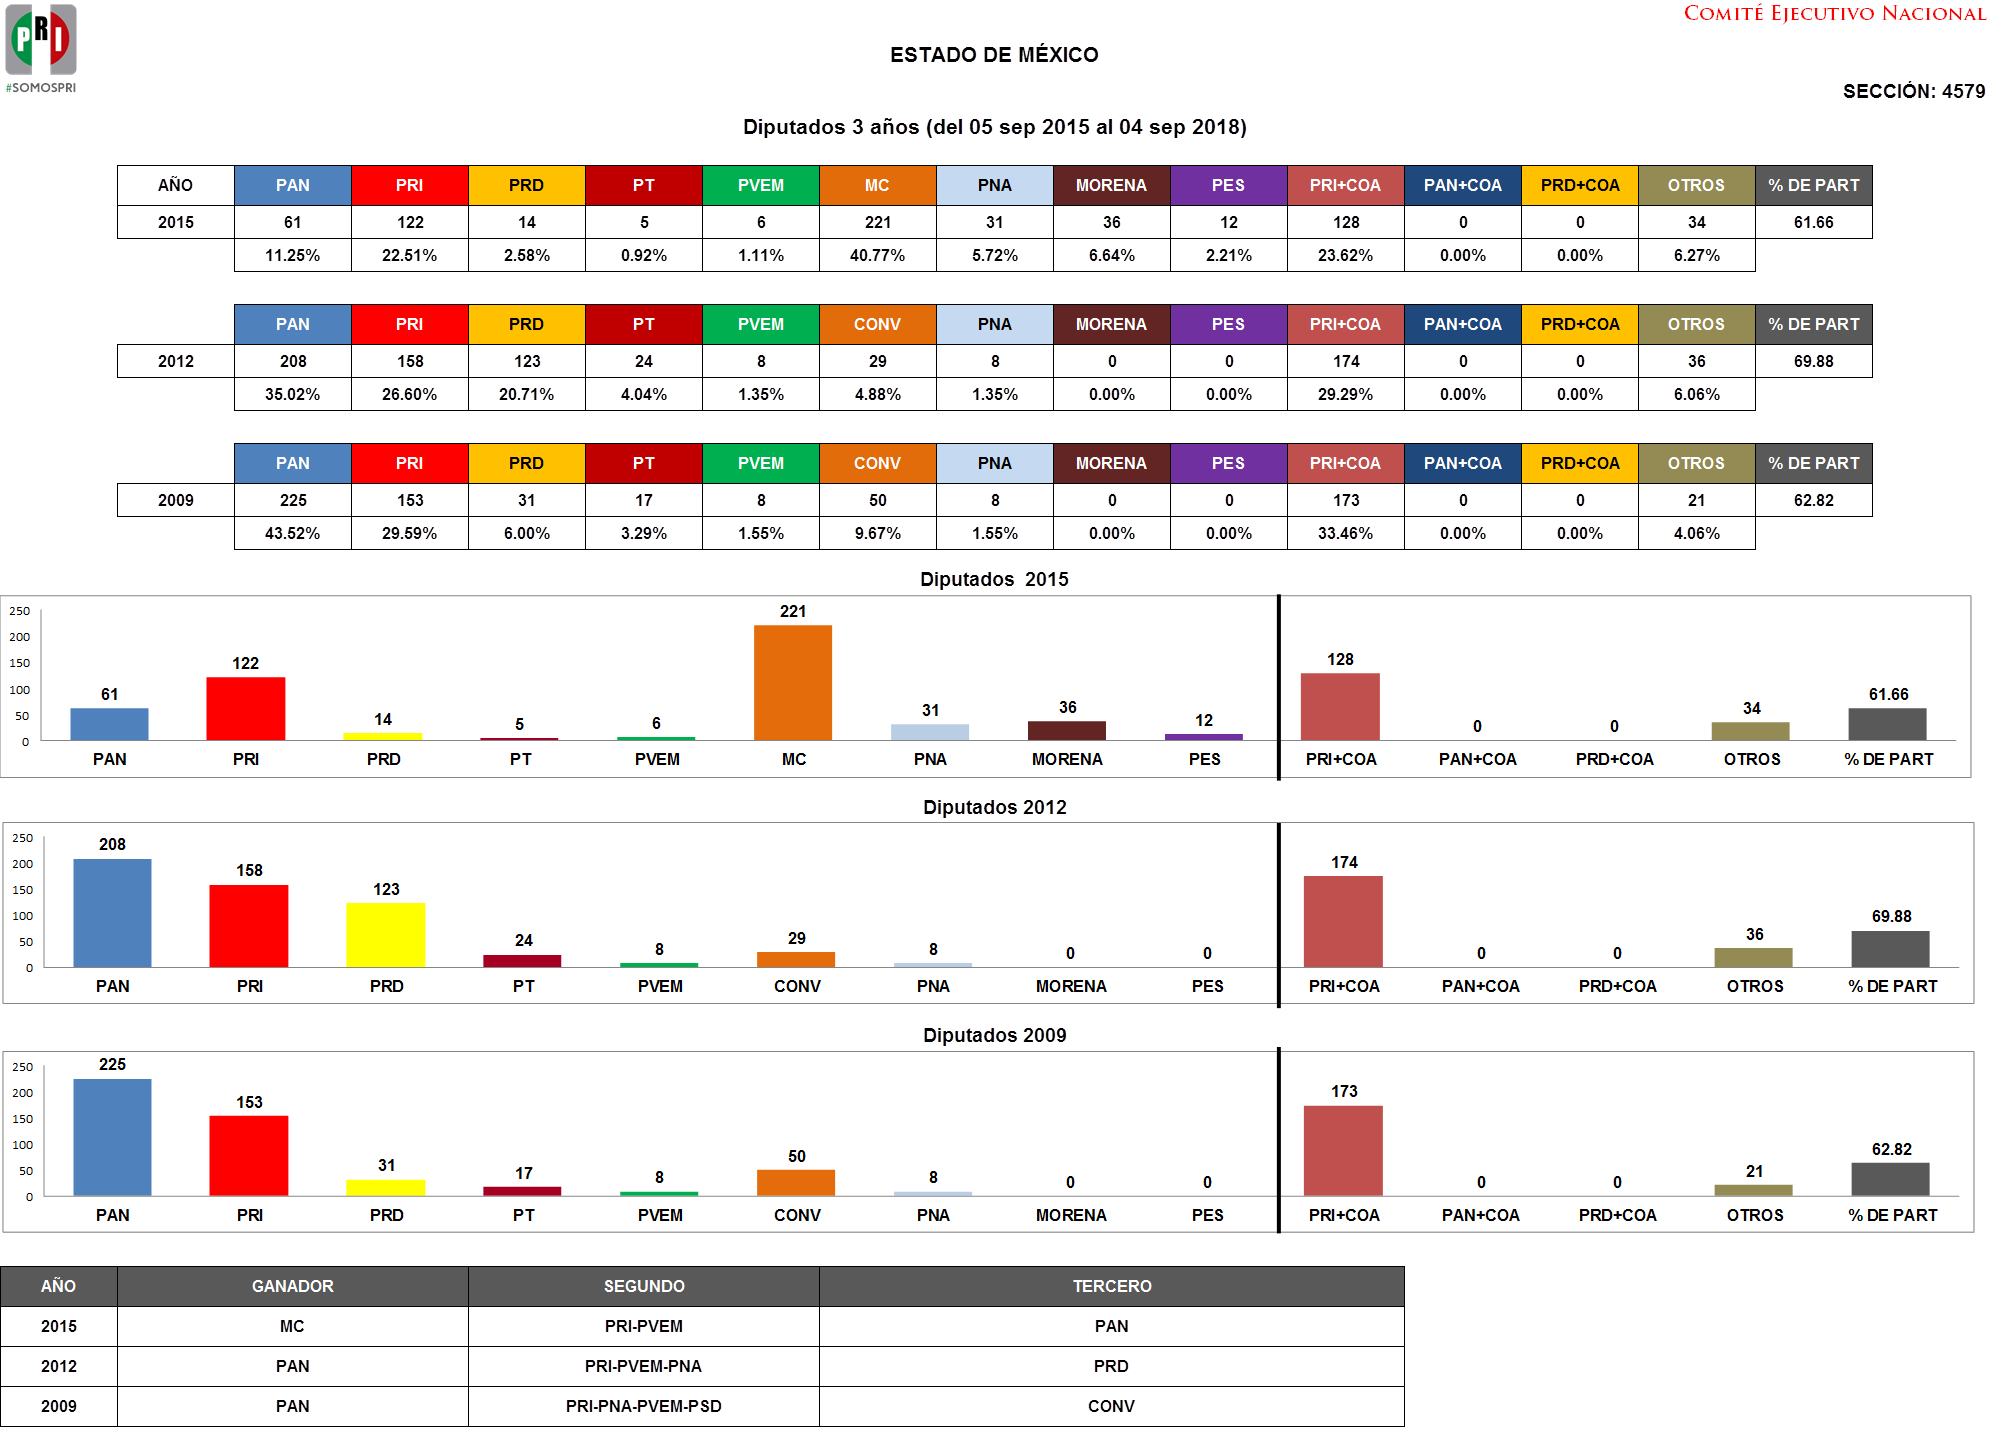 PRI
#SOMOSPRI
COMITÉ EJECUTIVO NACIONAL
ESTADO DE MÉXICO
SECCIÓN: 4579
Diputados 3 años (del 05 sep 2015 al 04 sep 2018)
AÑO PAN PRI PRD PT PVEM MC PNA MORENA PES PRI+COA PAN+COA PRD+COA OTROS % DE PART
2015 61 122 14 5 6 221 31 36 12 128 0 0 34 61.66
11.25% 22.51% 2.58% 0.92% 1.11% 40.77% 5.72% 6.64% 2.21% 23.62% 0.00% 0.00% 6.27%
PAN PRI PRD PT PVEM CONV PNA MORENA PES PRI+COA PAN+COA PRD+COA OTROS % DE PART
2012 208 158 123 24 8 29 8 0 0 174 0 0 36 69.88
35.02% 26.60% 20.71% 4.04% 1.35% 4.88% 1.35% 0.00% 0.00% 29.29% 0.00% 0.00% 6.06%
PAN PRI PRD PT PVEM CONV PNA MORENA PES PRI+COA PAN+COA PRD+COA OTROS % DE PART
2009 225 153 31 17 8 50 8 0 0 173 0 0 21 62.82
43.52% 29.59% 6.00% 3.29% 1.55% 9.67% 1.55% 0.00% 0.00% 33.46% 0.00% 0.00% 4.06%
Diputados 2015
250
200
150
100
50
0
61 122 14 5 6 221 31 36 12 128 0 0 34 61.66
PAN PRI PRD PT PVEM MC PNA MORENA PES PRI+COA PAN+COA PRD+COA OTROS % DE PART
Diputados 2012
250
200
150
100
50
0
208 158 123 24 8 29 8 0 0 174 0 0 36 69.88
PAN PRI PRD PT PVEM CONV PNA MORENA PES PRI+COA PAN+COA PRD+COA OTROS % DE PART
Diputados 2009
250
200
150
100
50
0
225 153 31 17 8 50 8 0 0 173 0 0 21 62.82
PAN PRI PRD PT PVEM CONV PNA MORENA PES PRI+COA PAN+COA PRD+COA OTROS % DE PART
AÑO GANADOR SEGUNDO TERCERO
2015 MC PRI-PVEM PAN
2012 PAN PRI-PVEM-PNA PRD
2009 PAN PRI-PNA-PVEM-PSD CONV